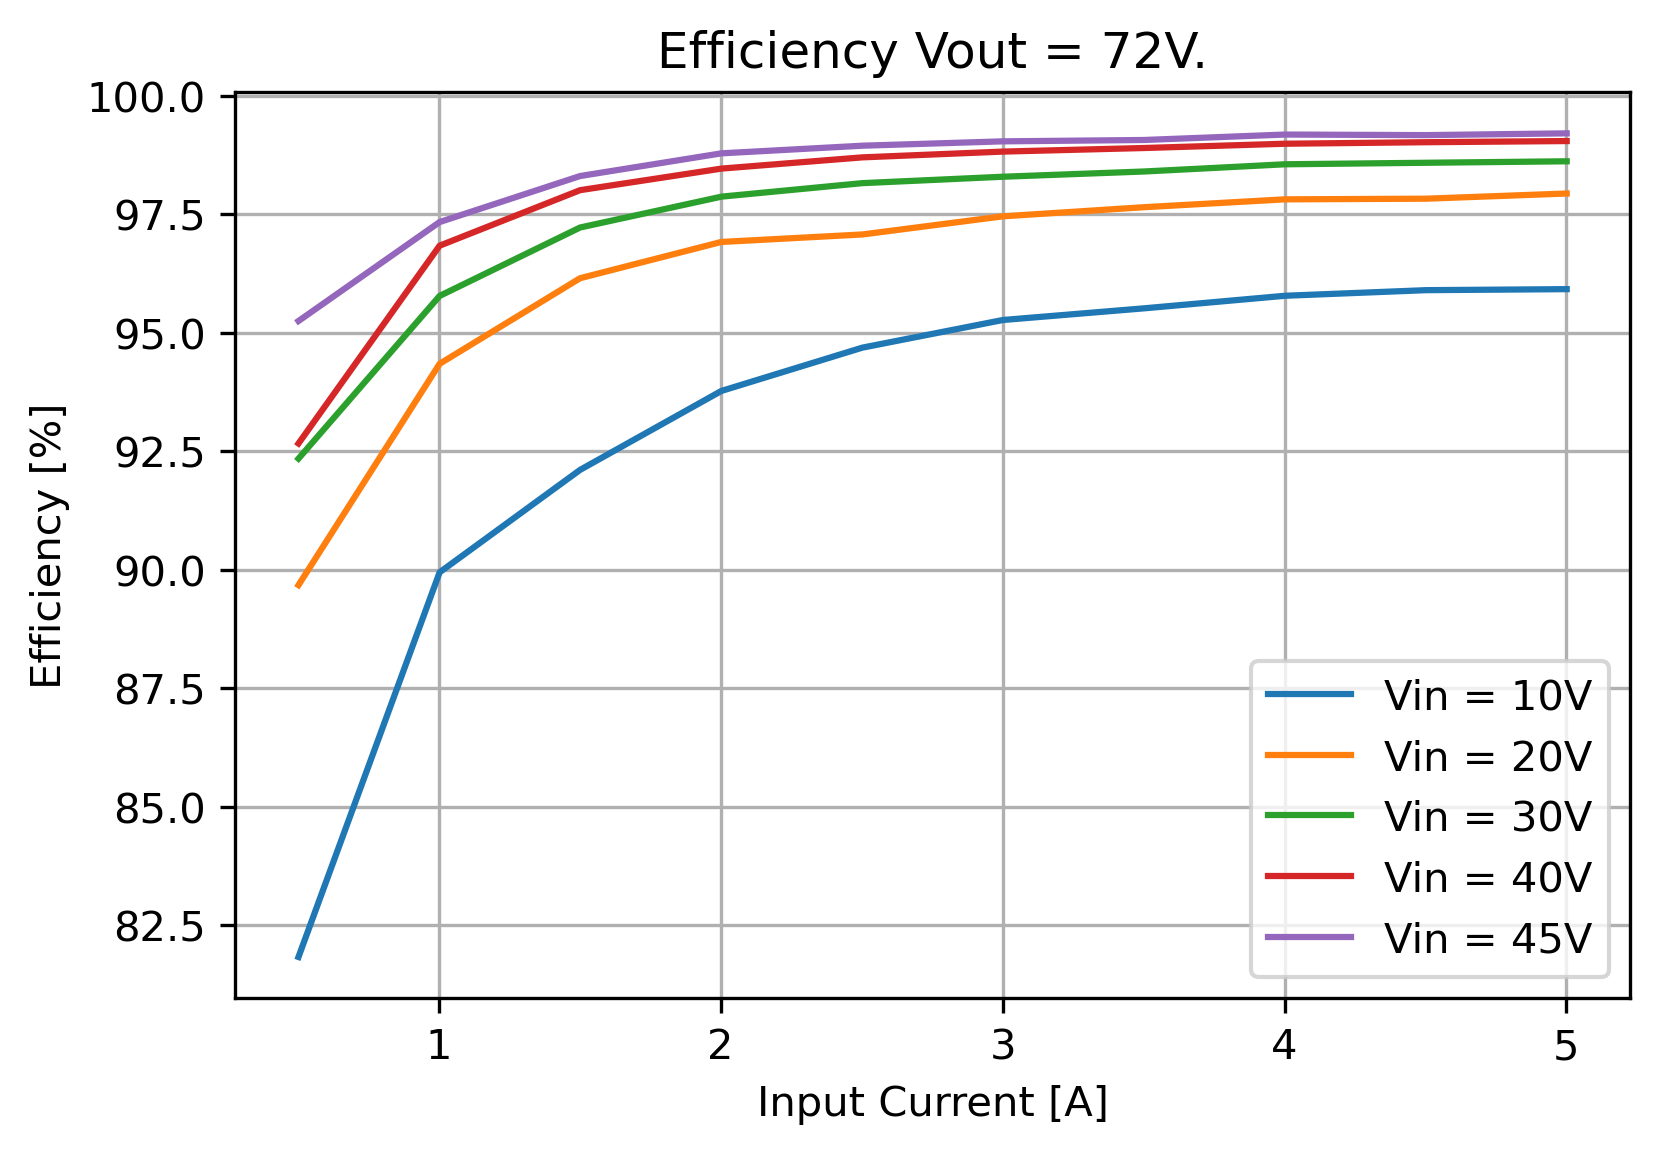 Efficiency Vout = 72V.
Efficiency [%]
100.0
97.5
95.0
92.5
90.0
87.5
85.0
82.5
Vin = 10V
Vin = 20V
Vin = 30V
Vin = 40V
Vin = 45V
1 2 3 4 5
Input Current [A]